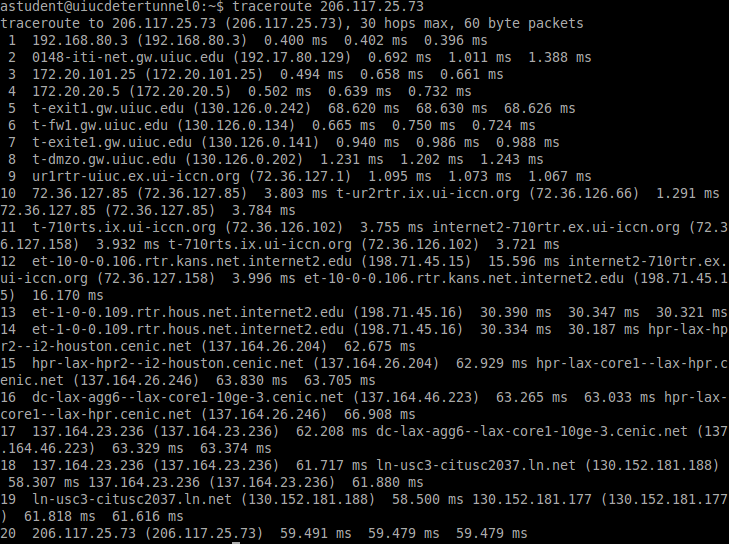 astudent@uiucdetertunnel0:~$ traceroute 206.117.25.73
traceroute to 206.117.25.73 (206.117.25.73), 30 hops max, 60 byte packets
 1  192.168.80.3 (192.168.80.3)  0.400 ms  0.402 ms  0.396 ms
 2  0148-iti-net.gw.uiuc.edu (192.17.80.129)  0.692 ms  1.011 ms  1.388 ms
 3  172.20.101.25 (172.20.101.25)  0.494 ms  0.658 ms  0.661 ms
 4  172.20.20.5 (172.20.20.5)  0.502 ms  0.639 ms  0.732 ms
 5  t-exit1.gw.uiuc.edu (130.126.0.242)  68.620 ms  68.630 ms  68.626 ms
 6  t-fw1.gw.uiuc.edu (130.126.0.134)  0.665 ms  0.750 ms  0.724 ms
 7  t-exite1.gw.uiuc.edu (130.126.0.141)  0.940 ms  0.986 ms  0.988 ms
 8  t-dmzo.gw.uiuc.edu (130.126.0.202)  1.231 ms  1.202 ms  1.243 ms
 9  ur1rtr-uiuc.ex.ui-iccn.org (72.36.127.1)  1.095 ms  1.073 ms  1.067 ms
10  72.36.127.85 (72.36.127.85)  3.803 ms t-ur2rtr.ix.ui-iccn.org (72.36.126.66)  1.291 ms
72.36.127.85 (72.36.127.85)  3.784 ms
11  t-710rts.ix.ui-iccn.org (72.36.126.102)  3.755 ms internet2-710rtr.ex.ui-iccn.org (72.3
6.127.158)  3.932 ms t-710rts.ix.ui-iccn.org (72.36.126.102)  3.721 ms
12  et-10-0-0.106.rtr.kans.net.internet2.edu (198.71.45.15)  15.596 ms internet2-710rtr.ex.
ui-iccn.org (72.36.127.158)  3.996 ms et-10-0-0.106.rtr.kans.net.internet2.edu (198.71.45.1
5)  16.170 ms
13  et-1-0-0.109.rtr.hous.net.internet2.edu (198.71.45.16)  30.390 ms  30.347 ms  30.321 ms
14  et-1-0-0.109.rtr.hous.net.internet2.edu (198.71.45.16)  30.334 ms  30.187 ms hpr-lax-hp
r2--i2-houston.cenic.net (137.164.26.204)  62.675 ms
15  hpr-lax-hpr2--i2-houston.cenic.net (137.164.26.204)  62.929 ms hpr-lax-core1--lax-hpr.c
enic.net (137.164.26.246)  63.830 ms  63.705 ms
16  dc-lax-agg6--lax-core1-10ge-3.cenic.net (137.164.46.223)  63.265 ms  63.033 ms hpr-lax-
core1--lax-hpr.cenic.net (137.164.26.246)  66.908 ms
17  137.164.23.236 (137.164.23.236)  62.208 ms dc-lax-agg6--lax-core1-10ge-3.cenic.net (137
.164.46.223)  63.329 ms  63.374 ms
18  137.164.23.236 (137.164.23.236)  61.717 ms ln-usc3-citusc2037.ln.net (130.152.181.188)
 58.307 ms 137.164.23.236 (137.164.23.236)  61.880 ms
19  ln-usc3-citusc2037.ln.net (130.152.181.188)  58.500 ms 130.152.181.177 (130.152.181.177
)  61.818 ms  61.616 ms
20  206.117.25.73 (206.117.25.73)  59.491 ms  59.479 ms  59.479 ms